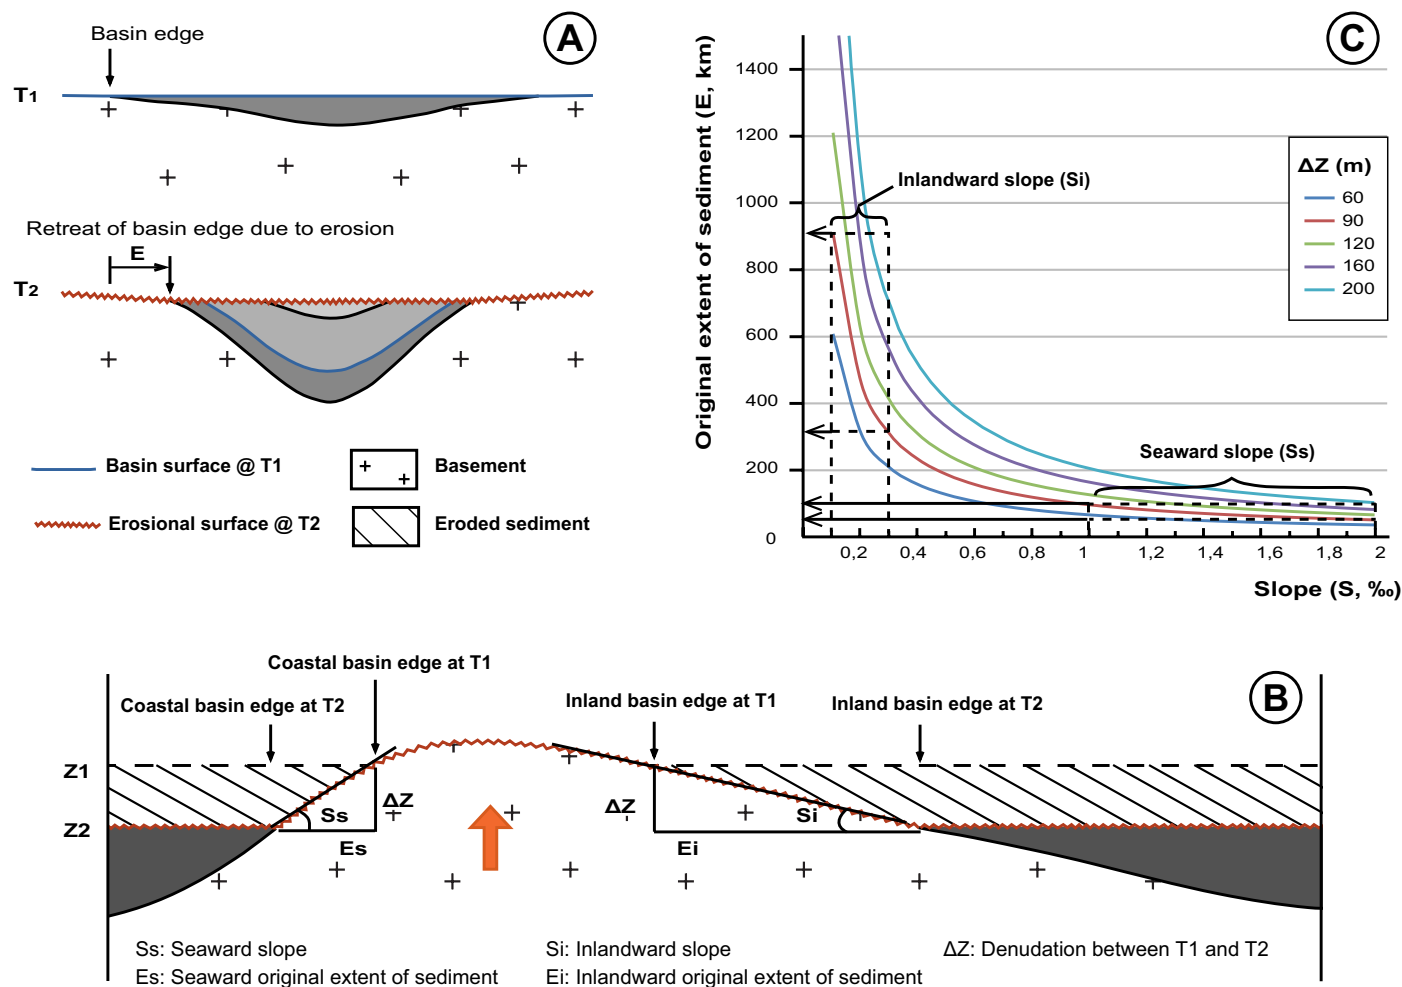 A
Basin edge
T1
Retreat of basin edge due to erosion
E
T2
Basin surface @ T1
Basement
Erosional surface @ T2
Eroded sediment
C
Original extent of sediment (E, km)
1400
1200
1000
800
600
400
200
0
0,2
0,4
0,6
0,8
1
1,2
1,4
1,6
1,8
2
Slope (S, ‰)
Inlandward slope (Si)
Seaward slope (Ss)
ΔZ (m)
60
90
120
160
200
B
Coastal basin edge at T1
Coastal basin edge at T2
Inland basin edge at T1
Inland basin edge at T2
Z1
Z2
Ss
ΔZ
Es
ΔZ
Si
Ei
Ss: Seaward slope
Es: Seaward original extent of sediment
Si: Inlandward slope
Ei: Inlandward original extent of sediment
ΔZ: Denudation between T1 and T2